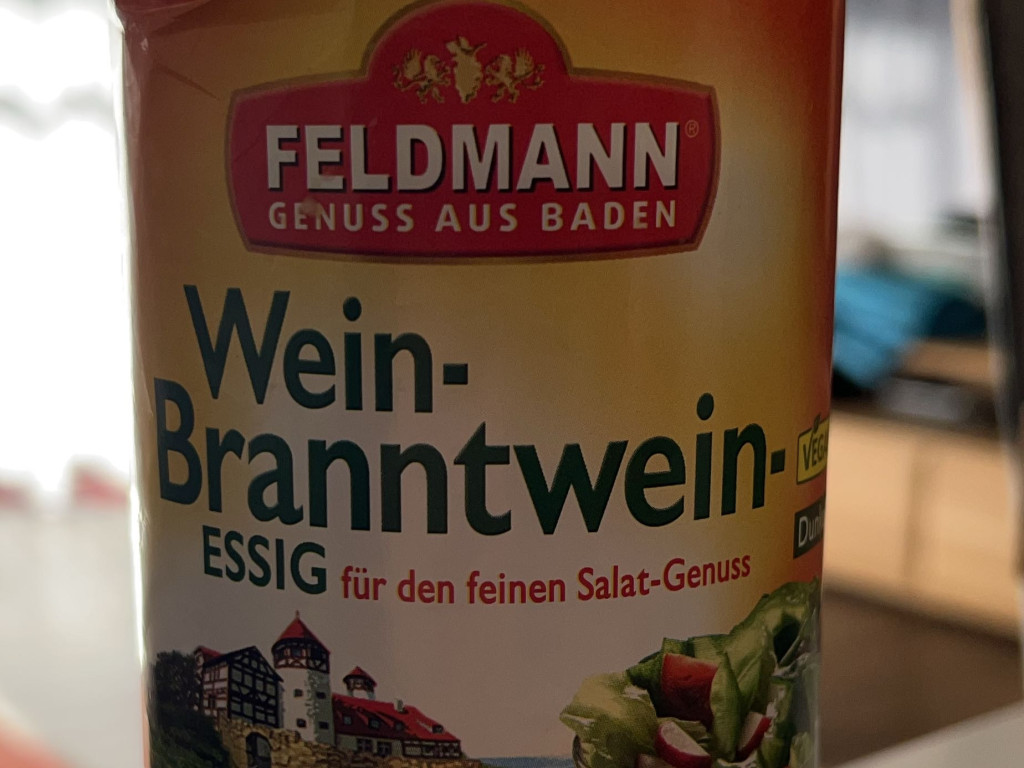 FELDMANN®
GENUSS AUS BADEN
Wein-
Branntwein-
ESSIG für den feinen Salat-Genuss